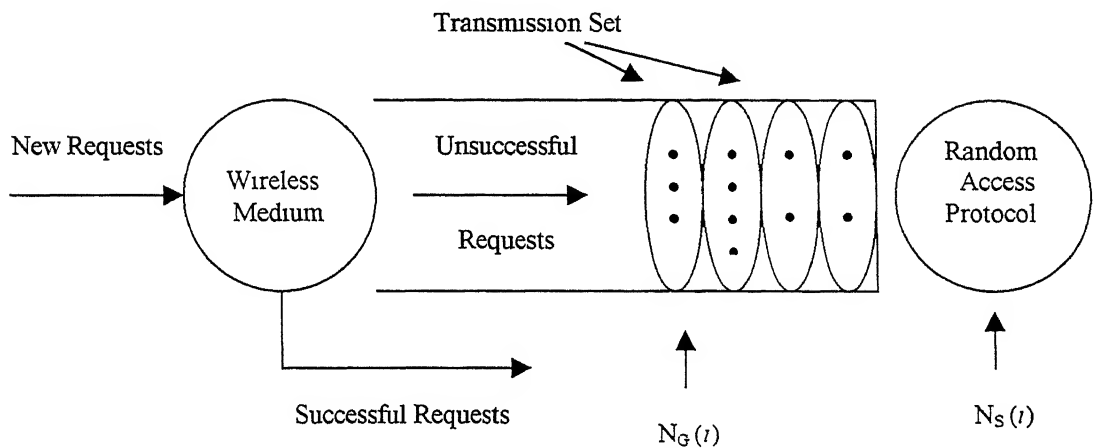 Transmission Set
New Requests
Wireless
Medium
Unsuccessful
Requests
Random
Access
Protocol
Successful Requests
N_G (i)
N_S (i)